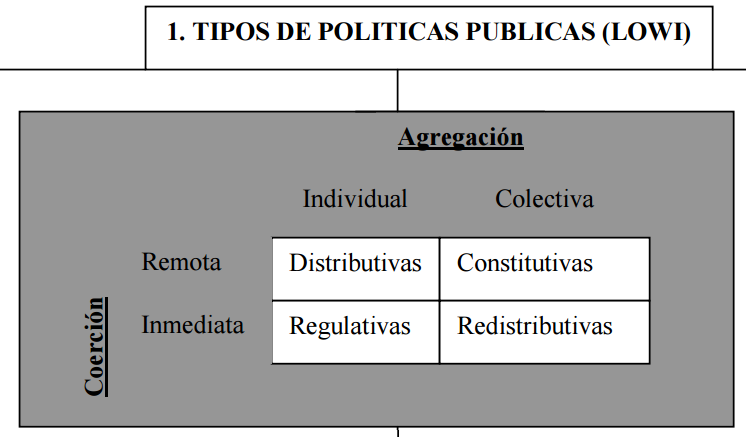 1. TIPOS DE POLITICAS PUBLICAS (LOWI)
Agregación
Individual Colectiva
Remota Distributivas Constitutivas
Inmediata Regulativas Redistributivas
Coerción